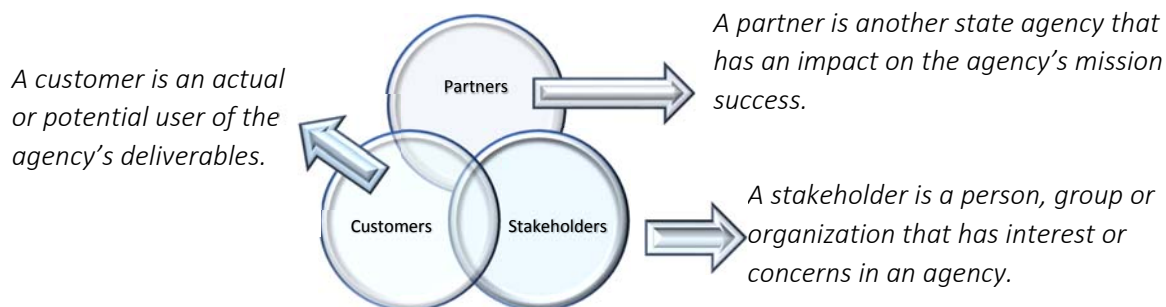 A customer is an actual
or potential user of the
agency’s deliverables.
Partners
A partner is another state agency that
has an impact on the agency’s mission
success.
Customers
Stakeholders
A stakeholder is a person, group or
organization that has interest or
concerns in an agency.